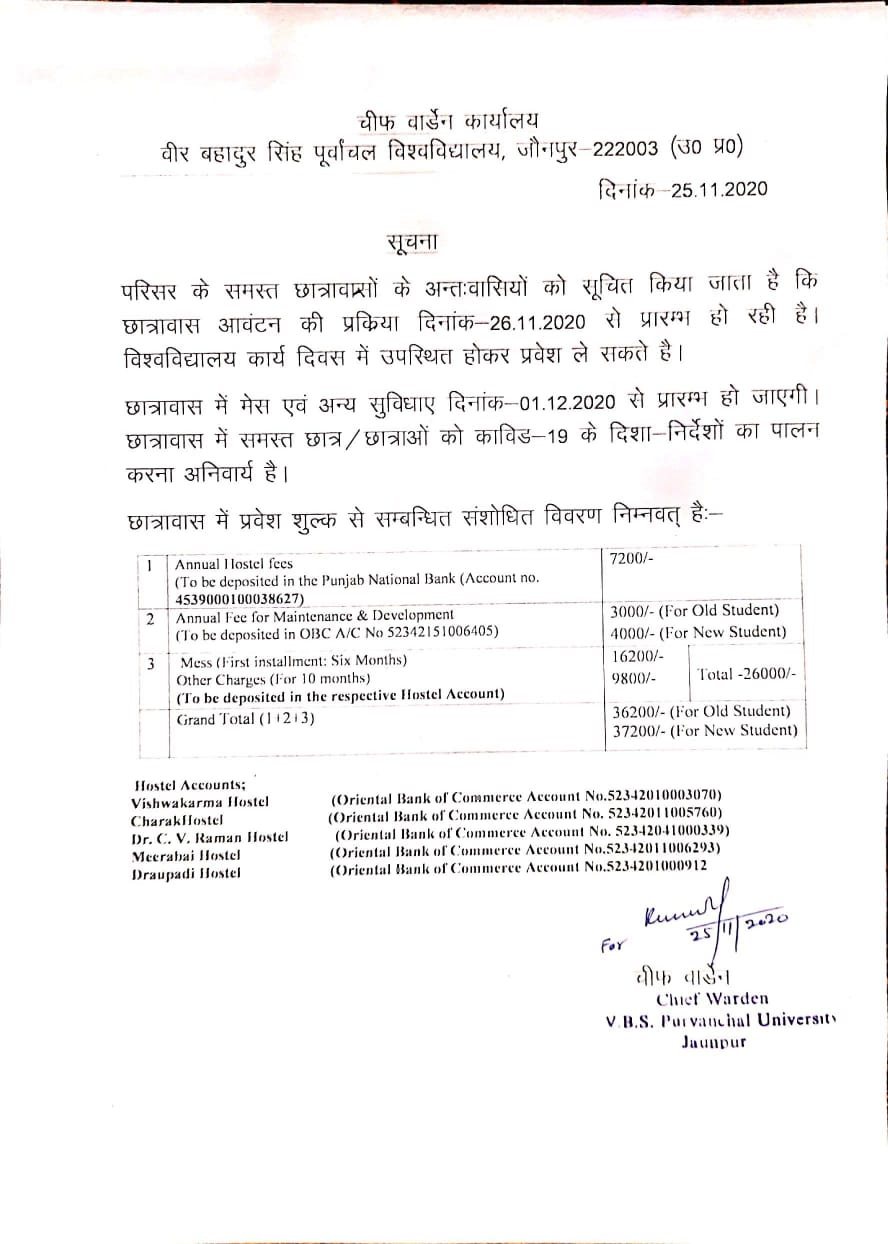 चीफ वार्डेन कार्यालय
वीर बहादुर सिंह पूर्वांचल विश्वविद्यालय, जौनपुर–222003 (उ० प्र०)
दिनांक–25.11.2020
सूचना
परिसर के समस्त छात्रावासों के अन्तःवासियों को सूचित किया जाता है कि
छात्रावास आवंटन की प्रकिया दिनांक–26.11.2020 से प्रारम्भ हो रही है।
विश्वविद्यालय कार्य दिवस में उपस्थित होकर प्रवेश ले सकते है।
छात्रावास में मेस एवं अन्य सुविधाए दिनांक–01.12.2020 से प्रारम्भ हो जाएगी।
छात्रावास में समस्त छात्र/छात्राओं को काविड–19 के दिशा–निर्देशों का पालन
करना अनिवार्य है।
छात्रावास में प्रवेश शुल्क से सम्बन्धित संशोधित विवरण निम्नवत् है:–
1 Annual Hostel fees 7200/-
(To be deposited in the Punjab National Bank (Account no.
4539000100038627)
2 Annual Fee for Maintenance & Development 3000/- (For Old Student)
(To be deposited in OBC A/C No 52342151006405) 4000/- (For New Student)
3 Mess (First installment: Six Months) 16200/-
Other Charges (For 10 months) 9800/- Total -26000/-
(To be deposited in the respective Hostel Account)
Grand Total (1+2+3) 36200/- (For Old Student)
37200/- (For New Student)
Hostel Accounts;
Vishwakarma Hostel (Oriental Bank of Commerce Account No.52342010003070)
CharakHostel (Oriental Bank of Commerce Account No.52342011005760)
Dr. C. V. Raman Hostel (Oriental Bank of Commerce Account No. 52342041000339)
Meerabai Hostel (Oriental Bank of Commerce Account No.52342011006293)
Draupadi Hostel (Oriental Bank of Commerce Account No.5234201000912
25/11/2020
For
चीफ वार्डेन
Chief Warden
V.B.S. Purvanchal University
Jaunpur